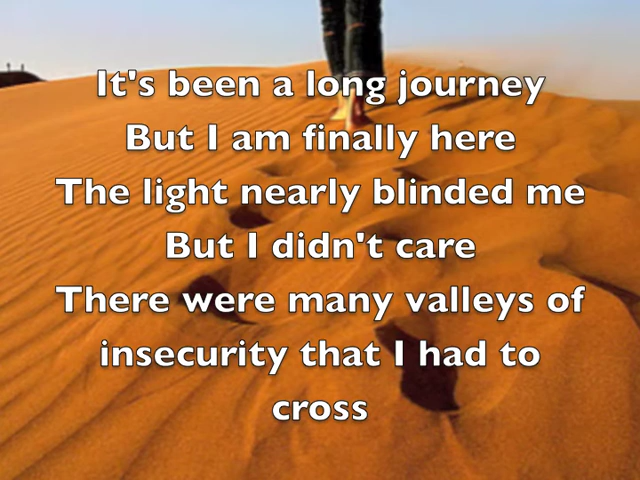 It's been a long journey
But I am finally here
The light nearly blinded me
But I didn't care
There were many valleys of
insecurity that I had to
cross